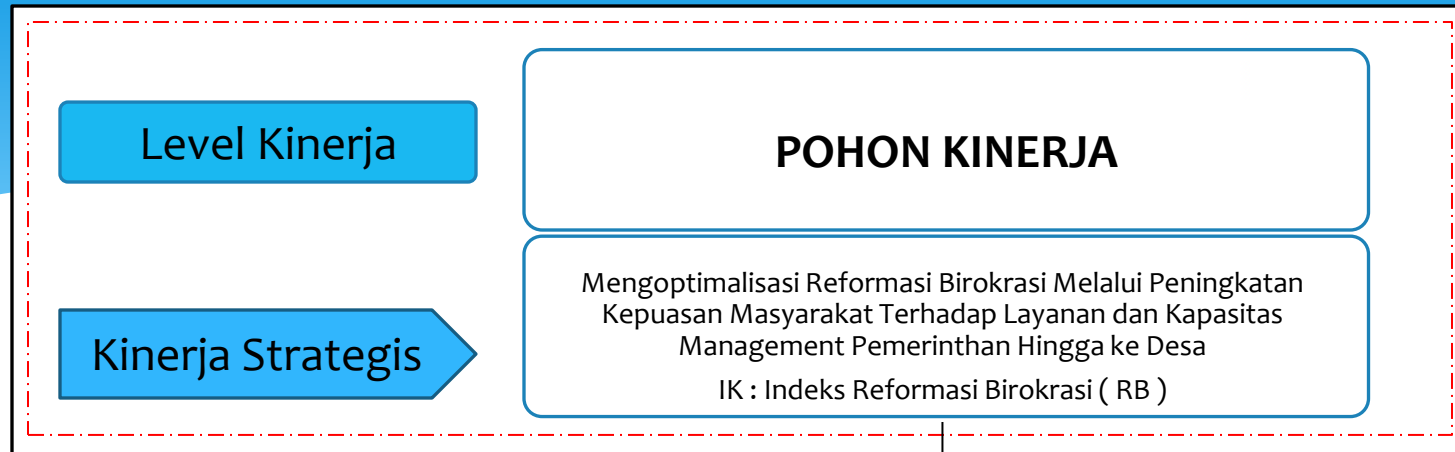 Level Kinerja
POHON KINERJA
Kinerja Strategis
Mengoptimalisasi Reformasi Birokrasi Melalui Peningkatan
Kepuasan Masyarakat Terhadap Layanan dan Kapasitas
Management Pemerinthan Hingga ke Desa
IK : Indeks Reformasi Birokrasi ( RB )